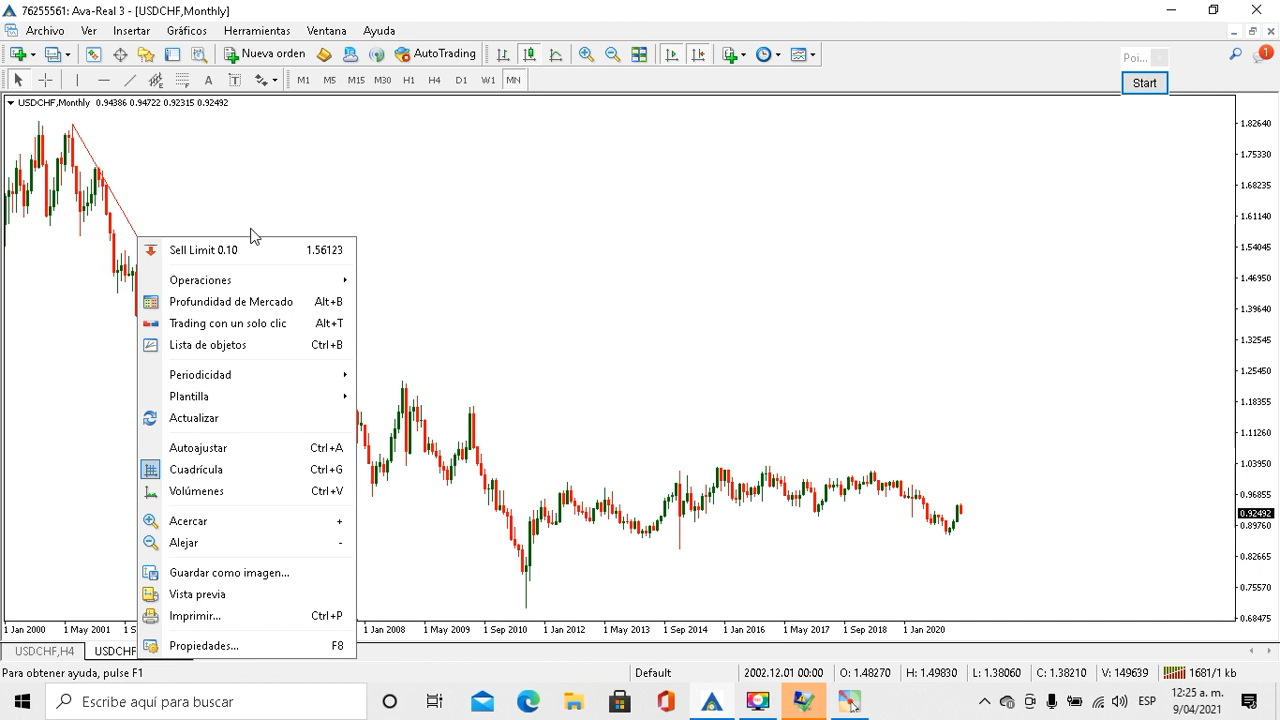 76255561: Ava-Real 3 - [USDCHF,Monthly]
Archivo Ver Insertar Gráficos Herramientas Ventana Ayuda
Nueva orden AutoTrading
Poi...
Start
A T M1 M5 M15 M30 H1 H4 D1 W1 MN
1
USDCHF,Monthly 0.94386 0.94722 0.92315 0.92492
1.82640
1.75330
1.68235
1.61140
1.54045
1.46950
1.39640
1.32545
1.25450
1.18355
1.11260
1.03950
0.96855
0.92492
0.89760
0.82665
0.75570
0.68475
Sell Limit 0.10 1.56123
Operaciones
Profundidad de Mercado Alt+B
Trading con un solo clic Alt+T
Lista de objetos Ctrl+B
Periodicidad
Plantilla
Actualizar
Autoajustar Ctrl+A
Cuadrícula Ctrl+G
Volúmenes Ctrl+V
Acercar +
Alejar -
Guardar como imagen...
Vista previa
Imprimir... Ctrl+P
Propiedades... F8
1 Jan 2000 1 May 2001 1 S 1 Jan 2008 1 May 2009 1 Sep 2010 1 Jan 2012 1 May 2013 1 Sep 2014 1 Jan 2016 1 May 2017 1 Sep 2018 1 Jan 2020
USDCHF,H4 USDCHF
Para obtener ayuda, pulse F1 Default 2002.12.01 00:00 O: 1.48270 H: 1.49830 L: 1.38060 C: 1.38210 V: 149639 1681/1 kb
Escribe aquí para buscar
ESP
12:25 a. m.
9/04/2021